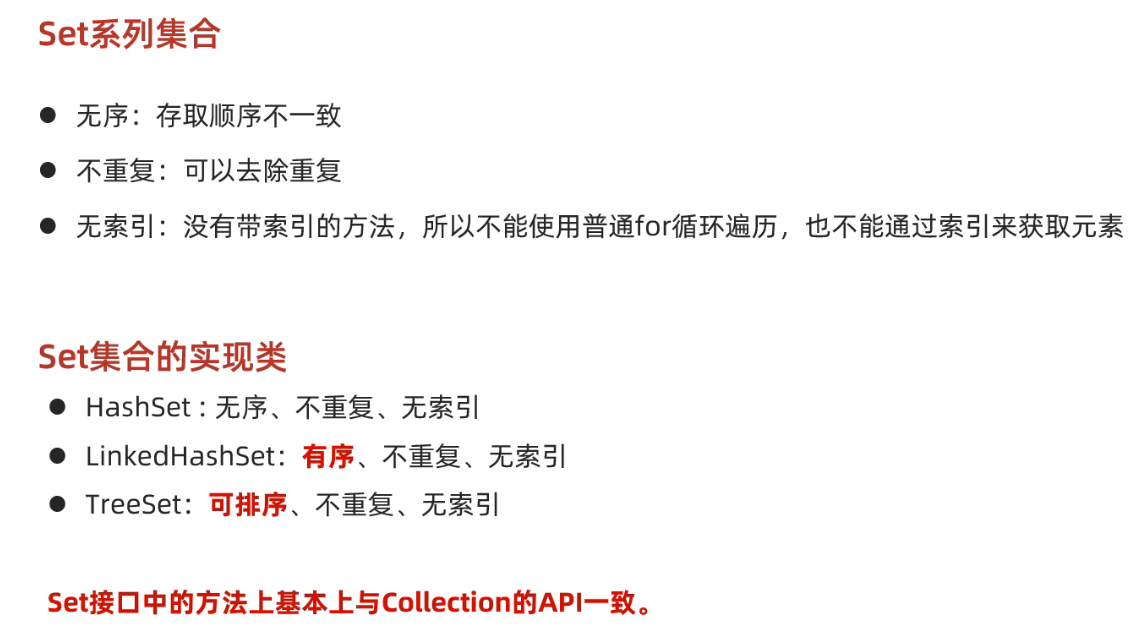 Set系列集合
● 无序：存取顺序不一致
● 不重复：可以去除重复
● 无索引：没有带索引的方法，所以不能使用普通for循环遍历，也不能通过索引来获取元素
Set集合的实现类
● HashSet : 无序、不重复、无索引
● LinkedHashSet：有序、不重复、无索引
● TreeSet：可排序、不重复、无索引
Set接口中的方法上基本上与Collection的API一致。